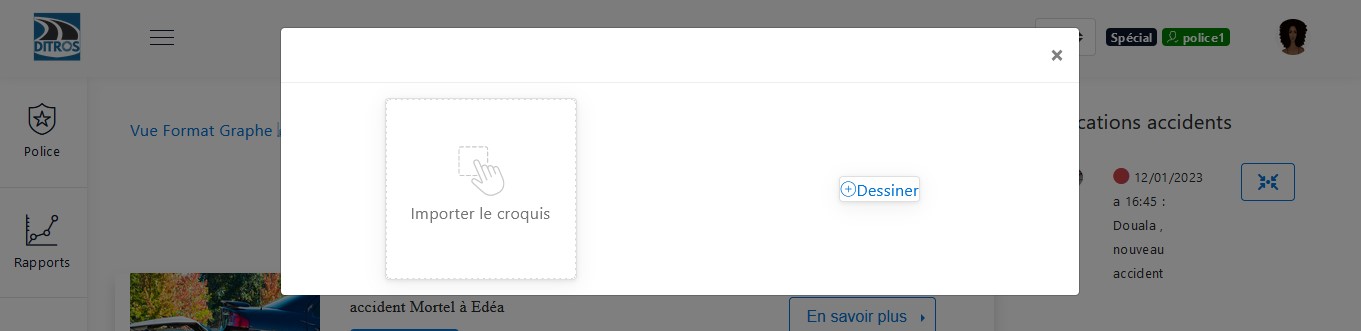 DITROS
Spécial
police1
×
Police
Vue Format Graphe
cations accidents
12/01/2023
a 16:45 :
Douala ,
nouveau
accident
Importer le croquis
Dessiner
Rapports
accident Mortel à Edéa
En savoir plus